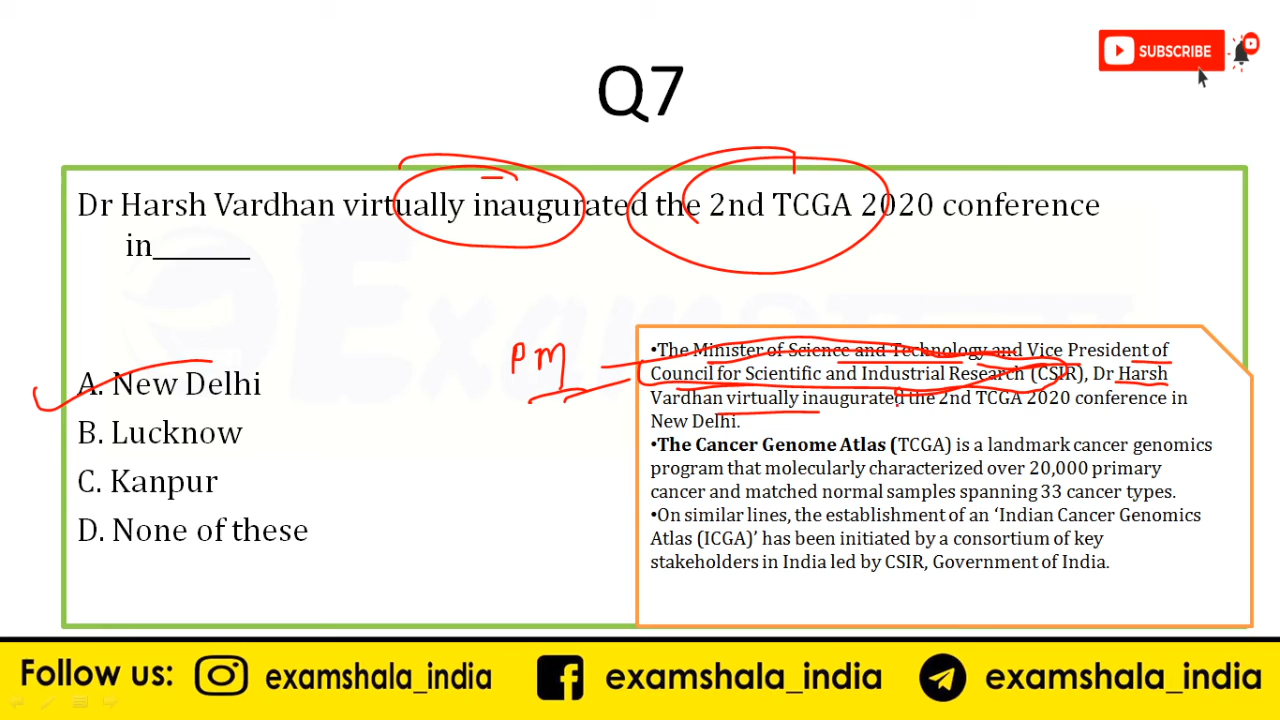 SUBSCRIBE
Q7
Dr Harsh Vardhan virtually inaugurated the 2nd TCGA 2020 conference
in_______
A. New Delhi
B. Lucknow
C. Kanpur
D. None of these
PM
•The Minister of Science and Technology and Vice President of
Council for Scientific and Industrial Research (CSIR), Dr Harsh
Vardhan virtually inaugurated the 2nd TCGA 2020 conference in
New Delhi.
•The Cancer Genome Atlas (TCGA) is a landmark cancer genomics
program that molecularly characterized over 20,000 primary
cancer and matched normal samples spanning 33 cancer types.
•On similar lines, the establishment of an ‘Indian Cancer Genomics
Atlas (ICGA)’ has been initiated by a consortium of key
stakeholders in India led by CSIR, Government of India.
Follow us: examshala_india examshala_india examshala_india